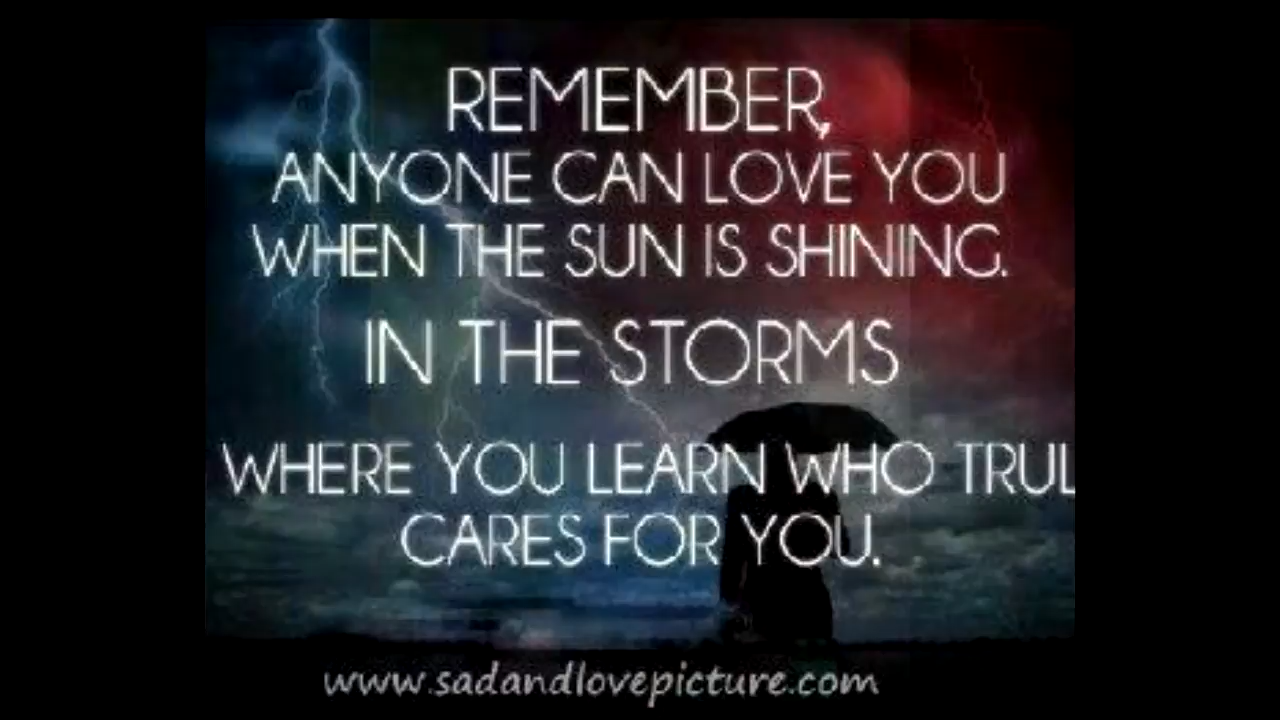 REMEMBER,
ANYONE CAN LOVE YOU
WHEN THE SUN IS SHINING.
IN THE STORMS
WHERE YOU LEARN WHO TRUL
CARES FOR YOU.
www.sadandlovepicture.com